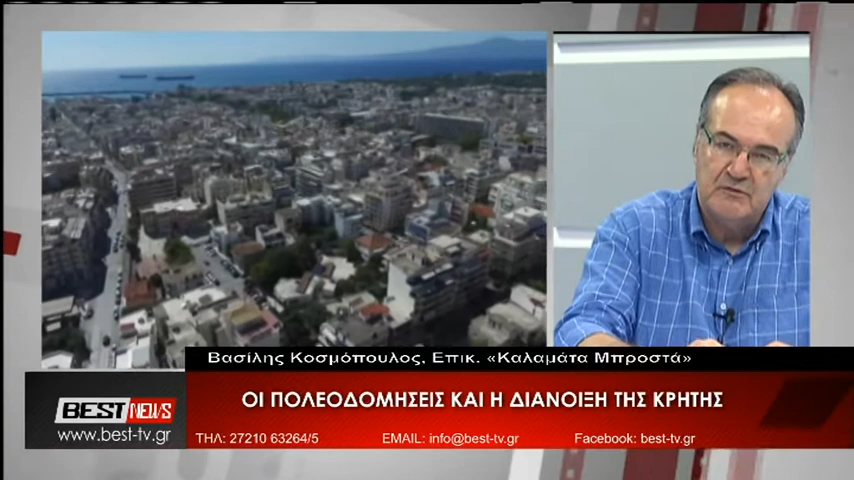 Βασίλης Κοσμόπουλος, Επικ. «Καλαμάτα Μπροστά»
ΟΙ ΠΟΛΕΟΔΟΜΗΣΕΙΣ ΚΑΙ Η ΔΙΑΝΟΙΞΗ ΤΗΣ ΚΡΗΤΗΣ
BEST NEWS
www.best-tv.gr
ΤΗΛ: 27210 63264/5 EMAIL: info@best-tv.gr Facebook: best-tv.gr